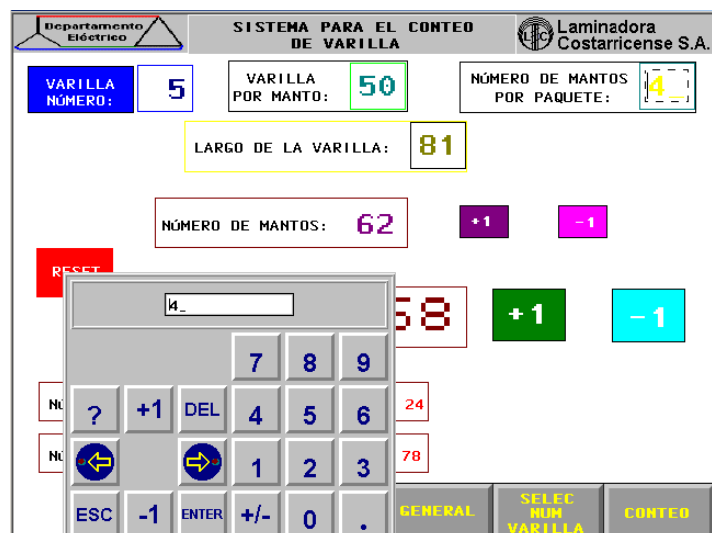 Departamento
Eléctrico
SISTEMA PARA EL CONTEO
DE VARILLA
LSC
Laminadora
Costarricense S.A.
VARILLA
NÚMERO:
5
VARILLA
POR MANTO:
50
NÚMERO DE MANTOS
POR PAQUETE:
4_
LARGO DE LA VARILLA:
81
NÚMERO DE MANTOS:
62
+1
-1
RESET
58
+1
-1
4_
7 8 9
? +1 DEL 4 5 6
24
1 2 3
78
ESC -1 ENTER +/- 0 .
GENERAL
SELEC
NUM
VARILLA
CONTEO